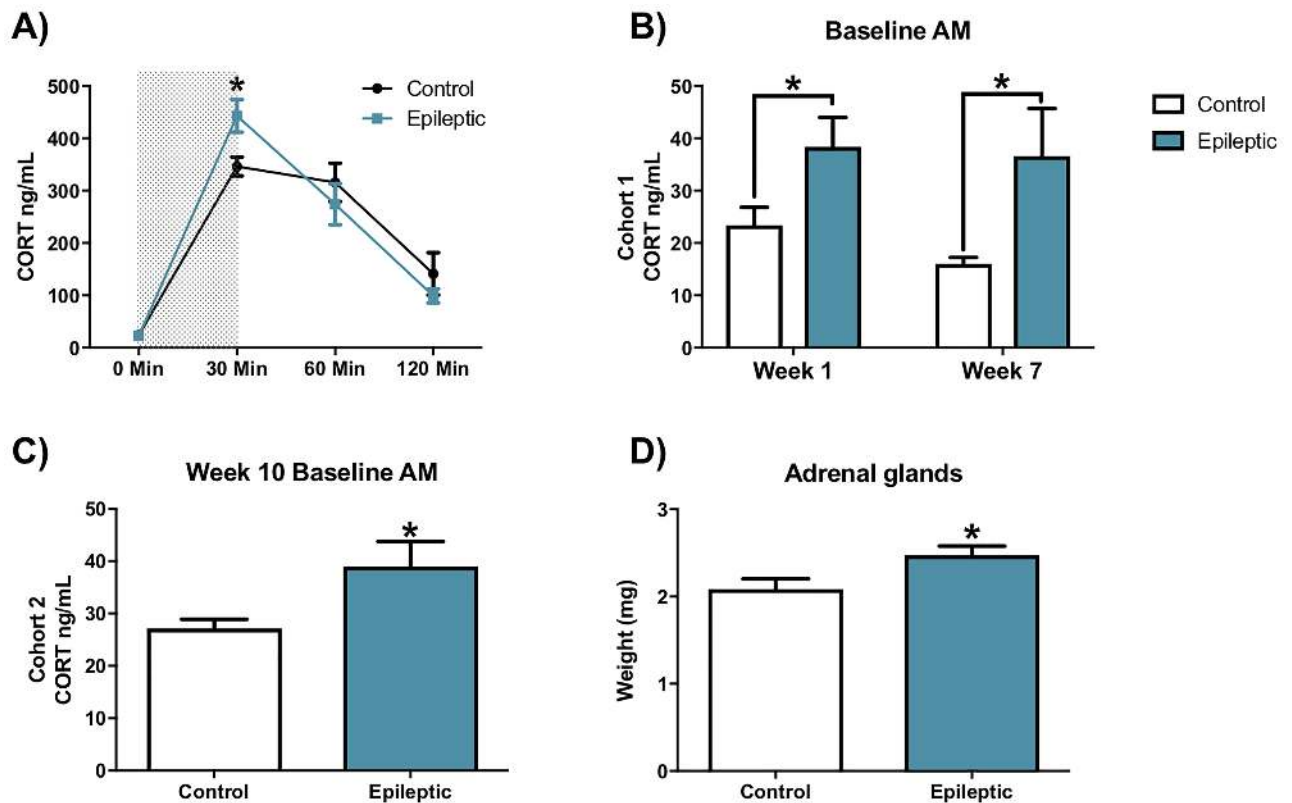 A)
CORT ng/mL
500
400
300
200
100
0
*
Control
Epileptic
0 Min 30 Min 60 Min 120 Min
B)
Baseline AM
Cohort 1
CORT ng/mL
50
40
30
20
10
0
* *
Control
Epileptic
Week 1 Week 7
C)
Week 10 Baseline AM
Cohort 2
CORT ng/mL
50
40
30
20
10
0
*
Control Epileptic
D)
Adrenal glands
Weight (mg)
3
2
1
0
*
Control Epileptic